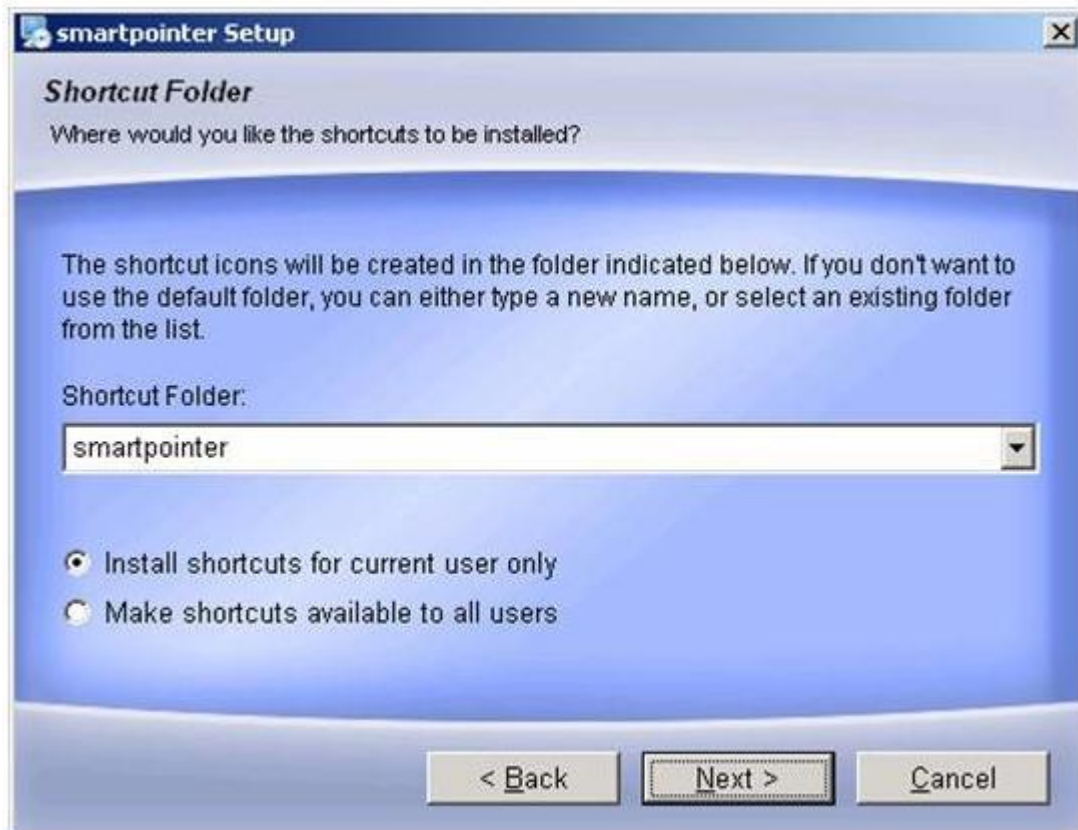 smartpointer Setup
Shortcut Folder
Where would you like the shortcuts to be installed?
The shortcut icons will be created in the folder indicated below. If you don't want to
use the default folder, you can either type a new name, or select an existing folder
from the list.
Shortcut Folder:
smartpointer
Install shortcuts for current user only
Make shortcuts available to all users
< Back
Next >
Cancel